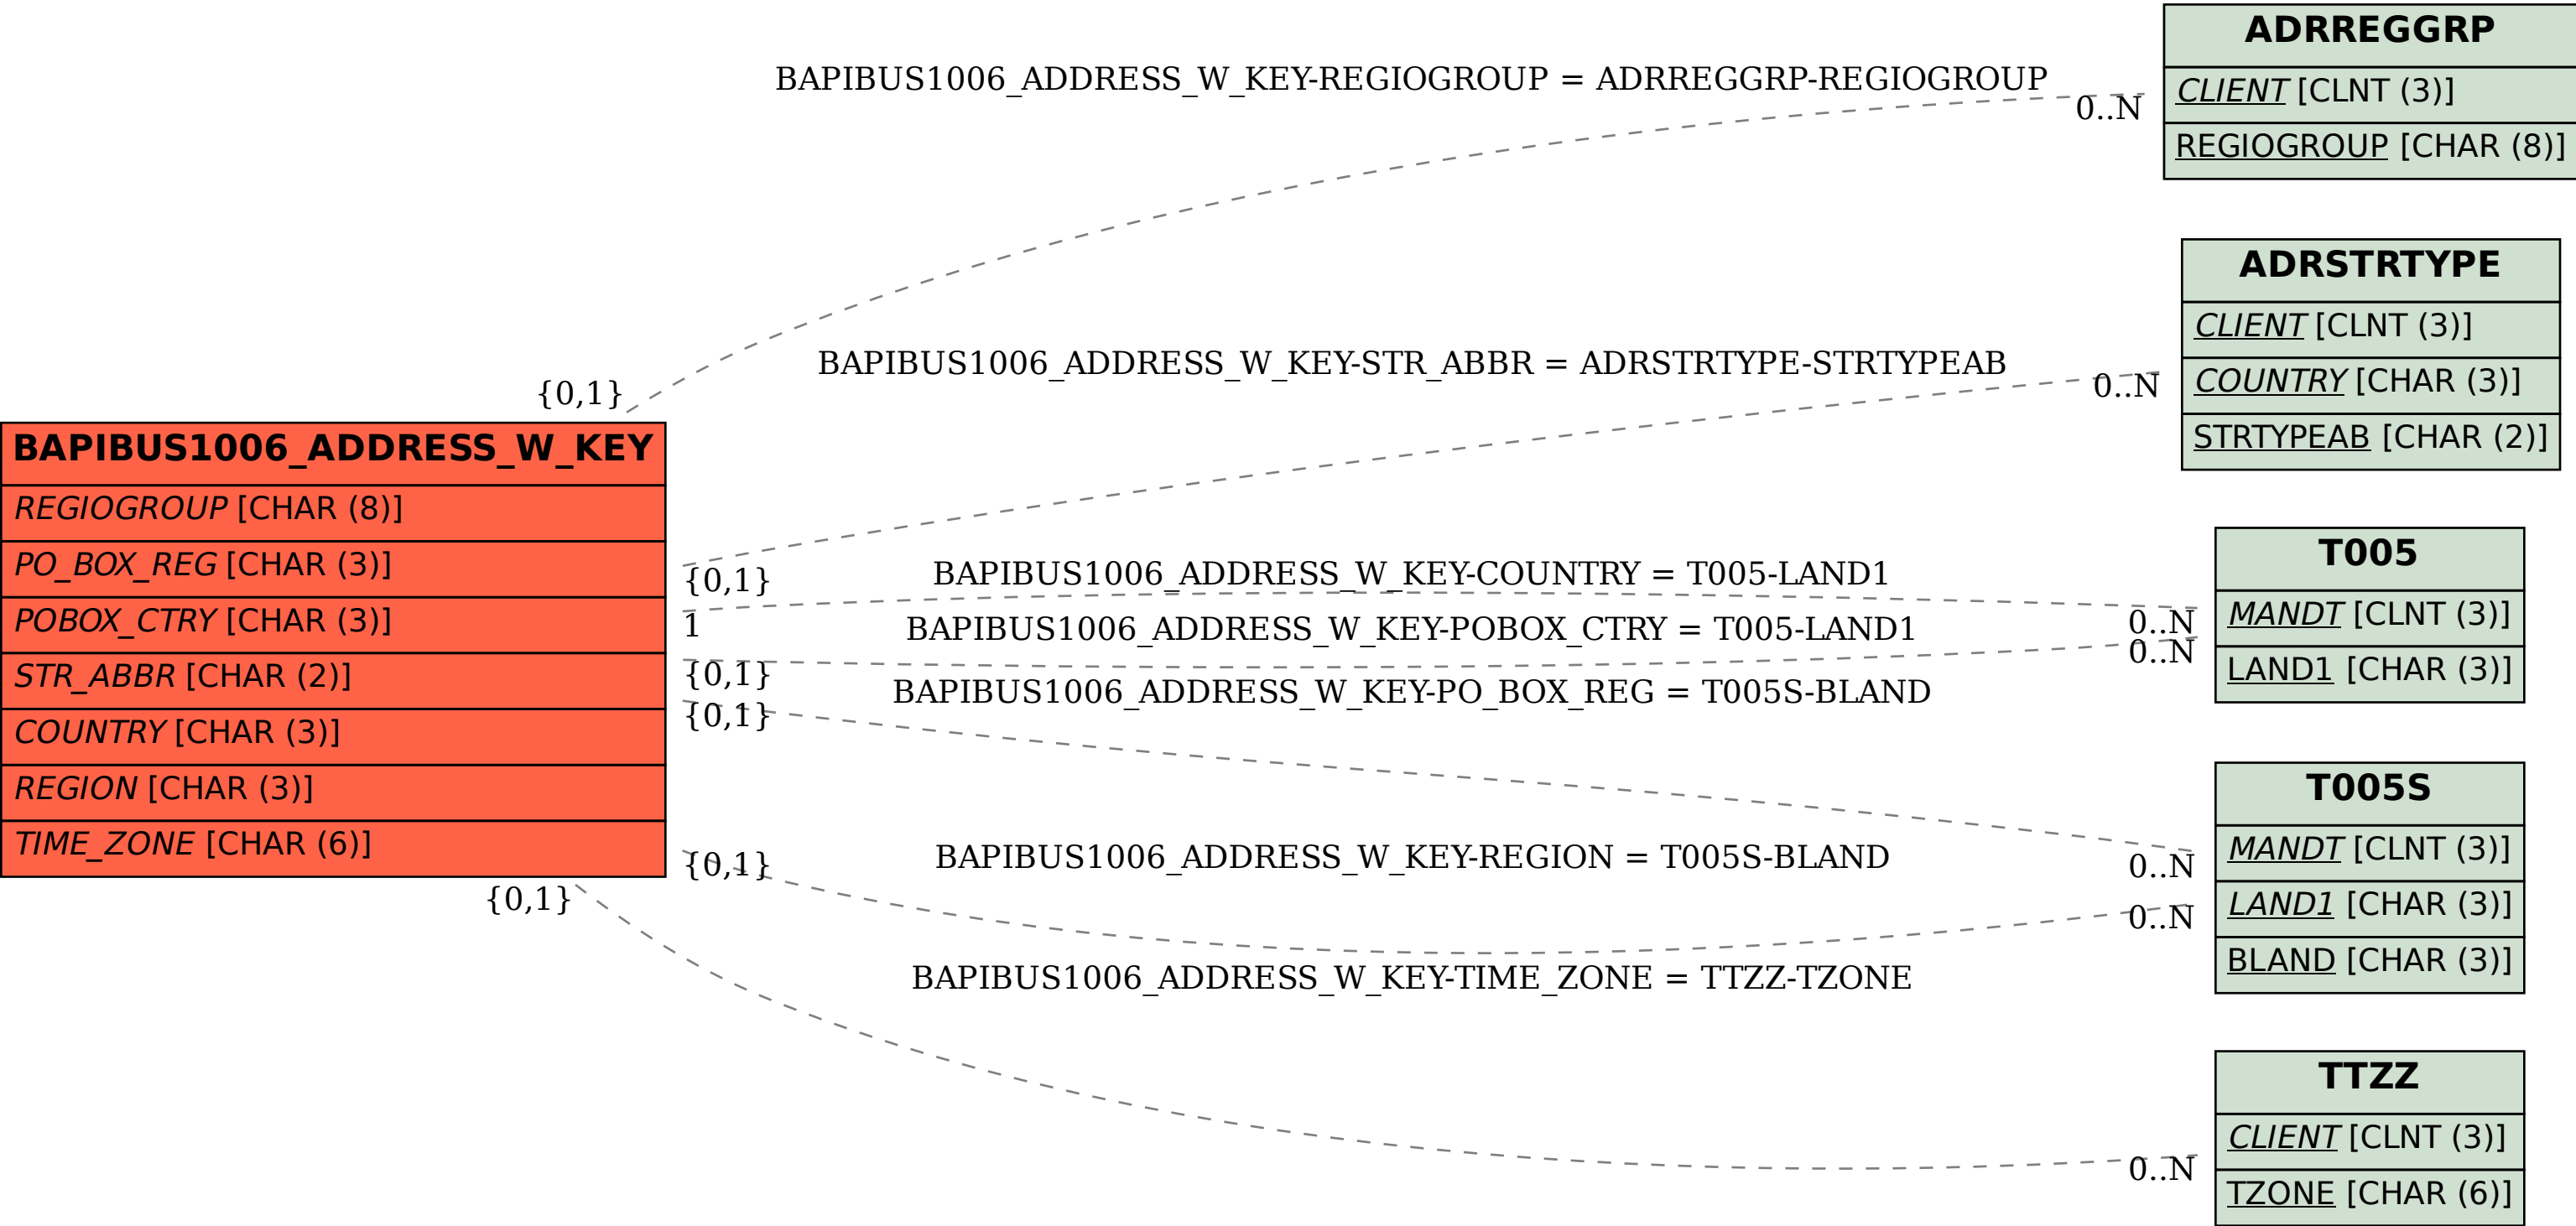 ADRREGGRP
CLIENT [CLNT (3)]
REGIOGROUP [CHAR (8)]
BAPIBUS1006_ADDRESS_W_KEY-REGIOGROUP = ADRREGGRP-REGIOGROUP
0..N
{0,1}
ADRSTRTYPE
CLIENT [CLNT (3)]
COUNTRY [CHAR (3)]
STRTYPEAB [CHAR (2)]
BAPIBUS1006_ADDRESS_W_KEY-STR_ABBR = ADRSTRTYPE-STRTYPEAB
0..N
{0,1}
BAPIBUS1006_ADDRESS_W_KEY
REGIOGROUP [CHAR (8)]
PO_BOX_REG [CHAR (3)]
POBOX_CTRY [CHAR (3)]
STR_ABBR [CHAR (2)]
COUNTRY [CHAR (3)]
REGION [CHAR (3)]
TIME_ZONE [CHAR (6)]
BAPIBUS1006_ADDRESS_W_KEY-COUNTRY = T005-LAND1
1
0..N
BAPIBUS1006_ADDRESS_W_KEY-POBOX_CTRY = T005-LAND1
{0,1}
0..N
T005
MANDT [CLNT (3)]
LAND1 [CHAR (3)]
BAPIBUS1006_ADDRESS_W_KEY-PO_BOX_REG = T005S-BLAND
{0,1}
0..N
T005S
MANDT [CLNT (3)]
LAND1 [CHAR (3)]
BLAND [CHAR (3)]
BAPIBUS1006_ADDRESS_W_KEY-REGION = T005S-BLAND
{0,1}
0..N
BAPIBUS1006_ADDRESS_W_KEY-TIME_ZONE = TTZZ-TZONE
{0,1}
0..N
TTZZ
CLIENT [CLNT (3)]
TZONE [CHAR (6)]